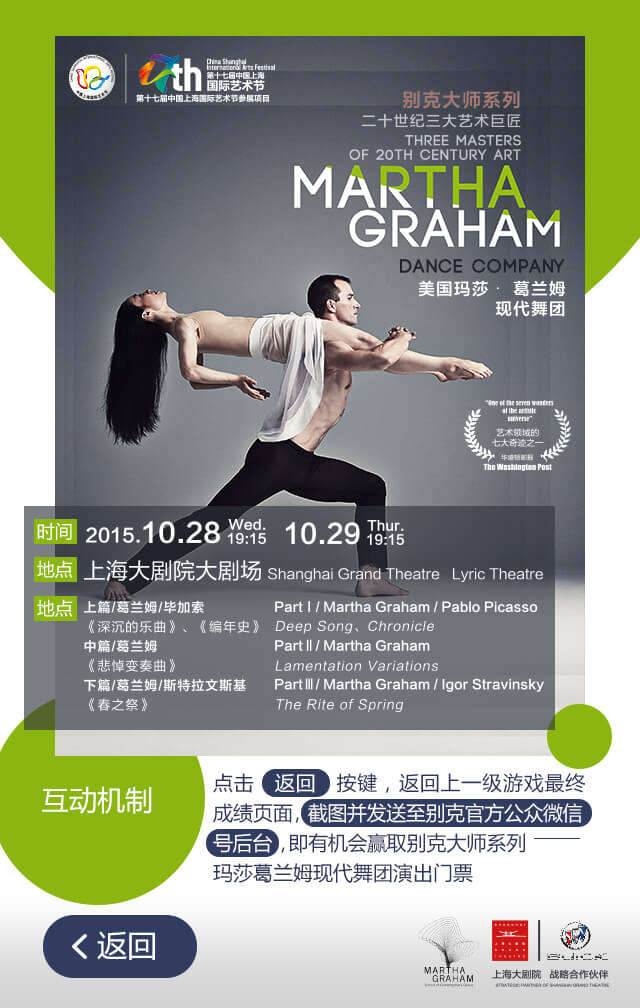 China Shanghai
International Arts Festival
第十七届中国上海
国际艺术节
th
第十七届中国上海国际艺术节参展项目
别克大师系列
二十世纪三大艺术巨匠
THREE MASTERS
OF 20TH CENTURY ART
MARTHA
GRAHAM
DANCE COMPANY
美国玛莎· 葛兰姆
现代舞团
"One of the seven wonders
of the artistic
universe"
艺术领域的
七大奇迹之一
华盛顿邮报
The Washington Post
时间 2015.10.28 Wed. 19:15 10.29 Thur. 19:15
地点 上海大剧院大剧场 Shanghai Grand Theatre Lyric Theatre
地点 上篇/葛兰姆/毕加索 Part Ⅰ / Martha Graham / Pablo Picasso
《深沉的乐曲》、《编年史》 Deep Song、Chronicle
中篇/葛兰姆 Part Ⅱ / Martha Graham
《悲悼变奏曲》 Lamentation Variations
下篇/葛兰姆/斯特拉文斯基 Part Ⅲ / Martha Graham / Igor Stravinsky
《春之祭》 The Rite of Spring
互动机制
点击 返回 按键，返回上一级游戏最终
成绩页面，截图并发送至别克官方公众微信
号后台，即有机会赢取别克大师系列 ——
玛莎葛兰姆现代舞团演出门票
返回
MARTHA
GRAHAM
School of Contemporary Dance
BUICK
上海大剧院 战略合作伙伴
STRATEGIC PARTNER OF SHANGHAI GRAND THEATRE